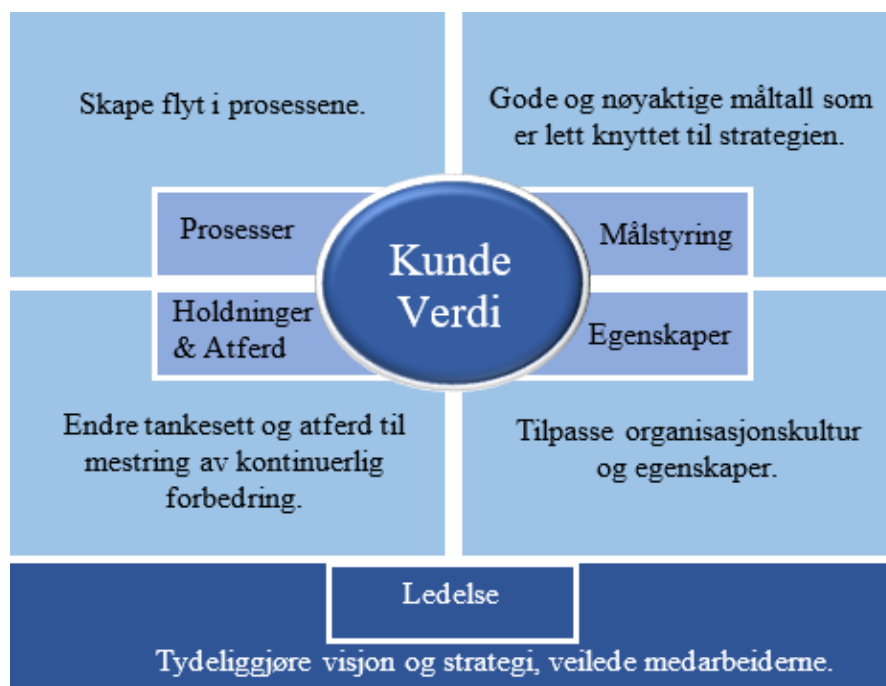 Skape flyt i prosessene.
Gode og nøyaktige måltall som
er lett knyttet til strategien.
Prosesser
Målstyring
Kunde
Verdi
Holdninger
& Atferd
Egenskaper
Endre tankesett og atferd til
mestring av kontinuerlig
forbedring.
Tilpasse organisasjonskultur
og egenskaper.
Ledelse
Tydeliggjøre visjon og strategi, veilede medarbeiderne.